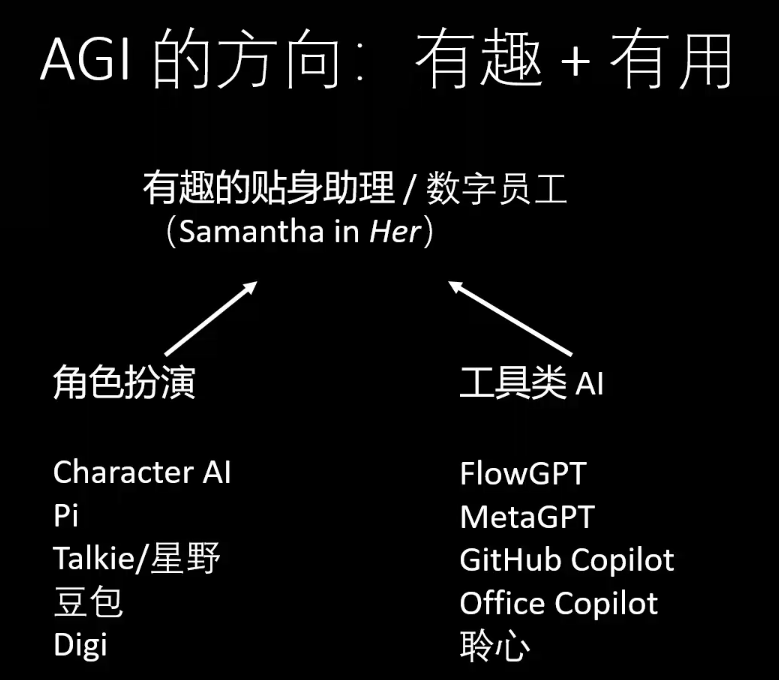 AGI 的方向： 有趣 + 有用
有趣的贴身助理 / 数字员工
（Samantha in Her）
角色扮演
工具类 AI
Character AI
Pi
Talkie/星野
豆包
Digi
FlowGPT
MetaGPT
GitHub Copilot
Office Copilot
聆心